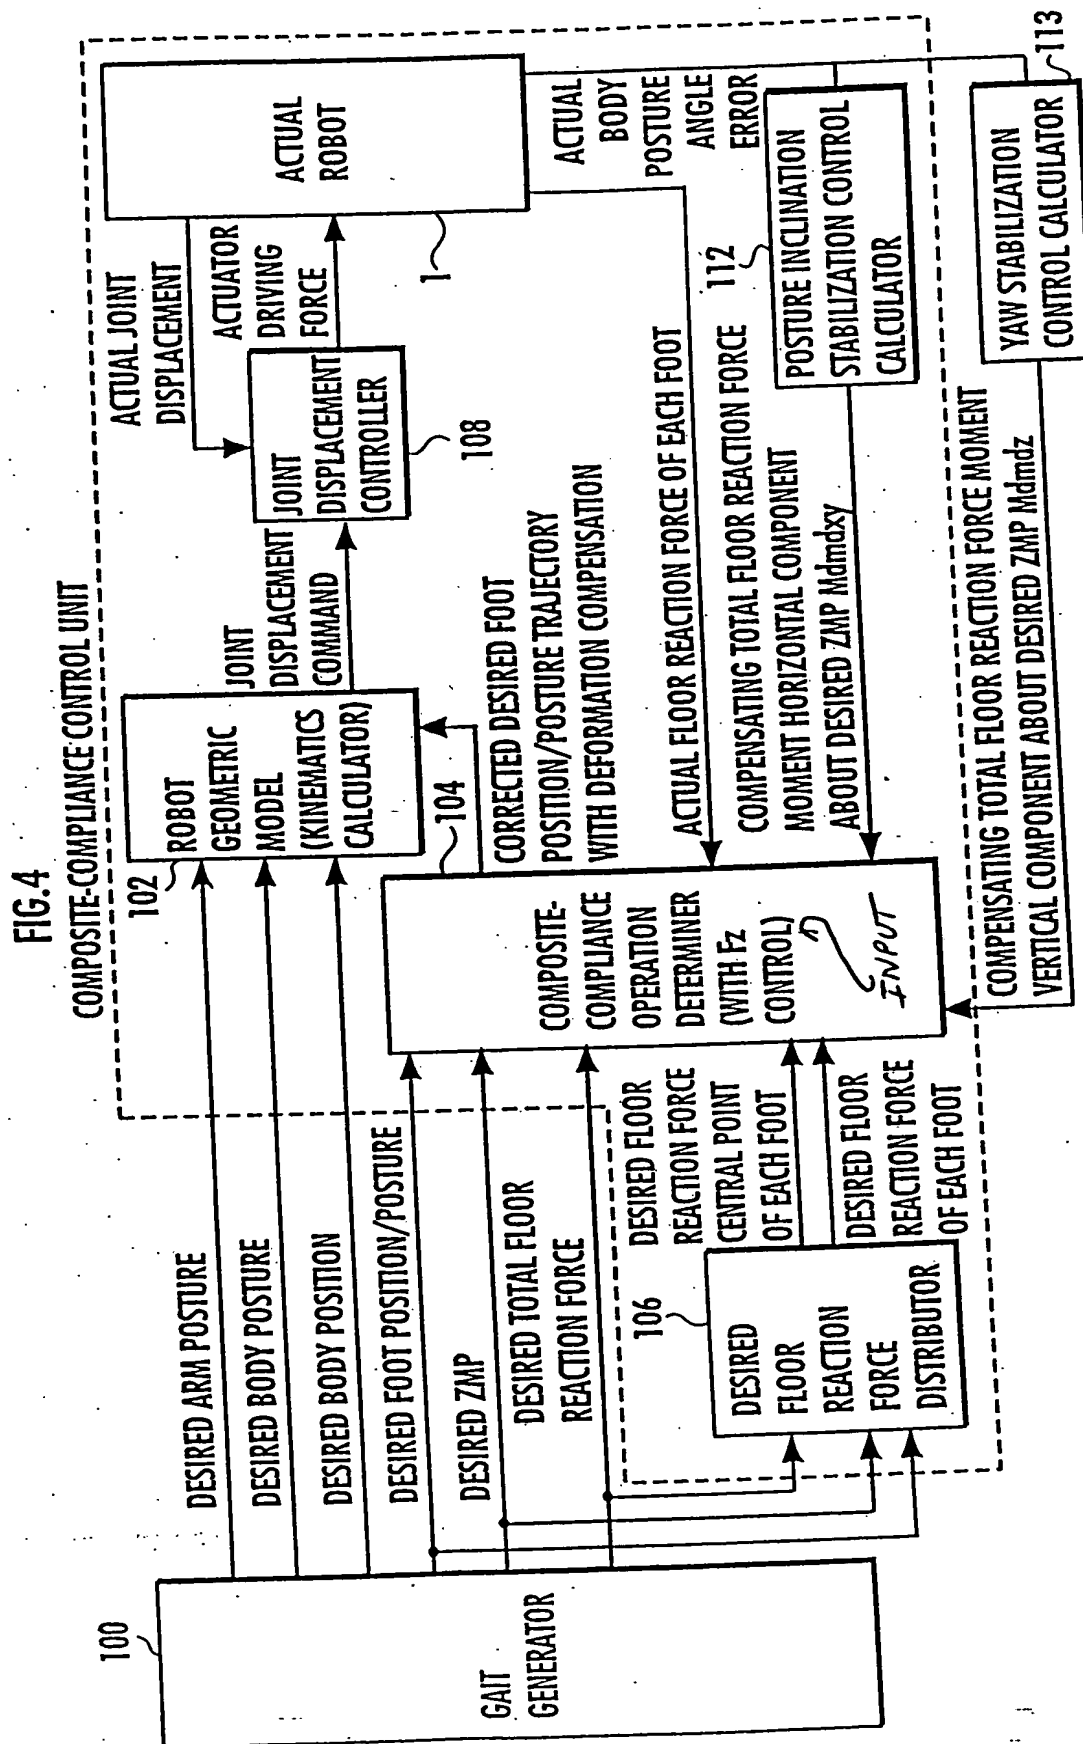 FIG.4
COMPOSITE-COMPLIANCE CONTROL UNIT
100
GAIT
GENERATOR
DESIRED ARM POSTURE
DESIRED BODY POSTURE
DESIRED BODY POSITION
DESIRED FOOT POSITION/POSTURE
DESIRED ZMP
DESIRED TOTAL FLOOR
REACTION FORCE
106
DESIRED
FLOOR
REACTION
FORCE
DISTRIBUTOR
DESIRED FLOOR
REACTION FORCE
CENTRAL POINT
OF EACH FOOT
DESIRED FLOOR
REACTION FORCE
OF EACH FOOT
102
ROBOT
GEOMETRIC
MODEL
(KINEMATICS
CALCULATOR)
104
COMPOSITE-
COMPLIANCE
OPERATION
DETERMINER
(WITH Fz
CONTROL)
INPUT
CORRECTED DESIRED FOOT
POSITION/POSTURE TRAJECTORY
WITH DEFORMATION COMPENSATION
JOINT
DISPLACEMENT
COMMAND
JOINT
DISPLACEMENT
CONTROLLER
108
ACTUAL JOINT
DISPLACEMENT
ACTUATOR
DRIVING
FORCE
ACTUAL
ROBOT
1
ACTUAL FLOOR REACTION FORCE OF EACH FOOT
ACTUAL
BODY
POSTURE
ANGLE
ERROR
COMPENSATING TOTAL FLOOR REACTION FORCE
MOMENT HORIZONTAL COMPONENT
ABOUT DESIRED ZMP Mdmdxy
112
POSTURE INCLINATION
STABILIZATION CONTROL
CALCULATOR
COMPENSATING TOTAL FLOOR REACTION FORCE MOMENT
VERTICAL COMPONENT ABOUT DESIRED ZMP Mdmdz
YAW STABILIZATION
CONTROL CALCULATOR
113